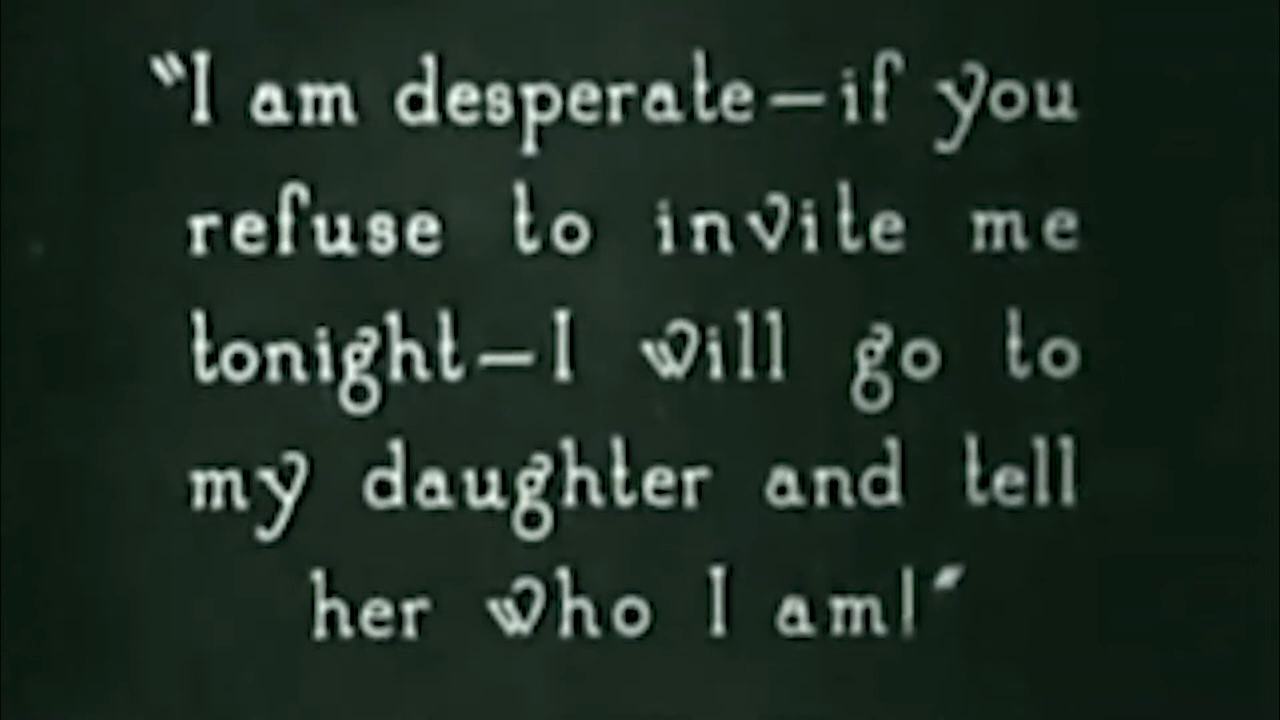 "I am desperate—if you
refuse to invite me
tonight—I will go to
my daughter and tell
her who I am!"